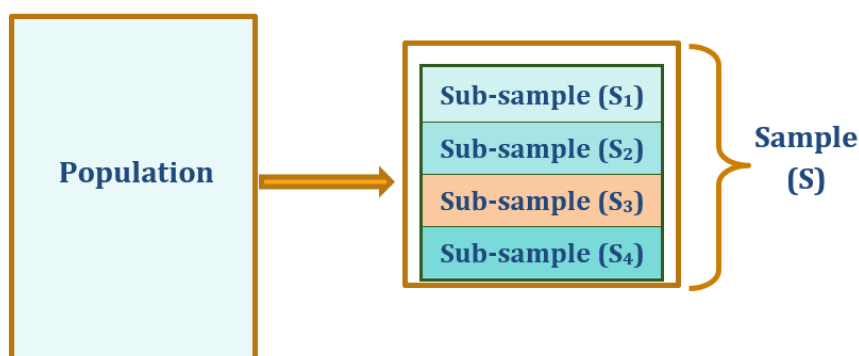 Population
Sub-sample (S₁)
Sub-sample (S₂)
Sub-sample (S₃)
Sub-sample (S₄)
Sample
(S)